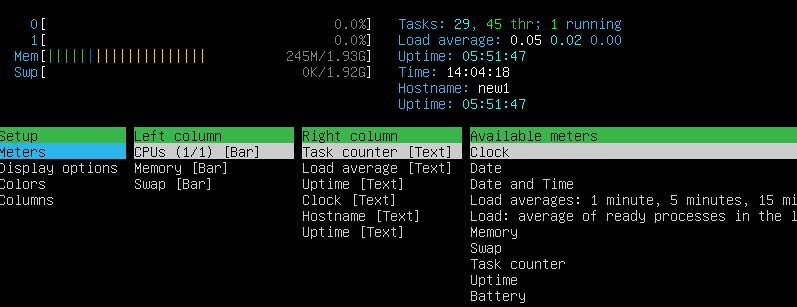 0[ 0.0%]
1[ 0.0%]
Mem[||||||||||||||||||||| 245M/1.93G]
Swp[ 0K/1.92G]
Tasks: 29, 45 thr; 1 running
Load average: 0.05 0.02 0.00
Uptime: 05:51:47
Time: 14:04:18
Hostname: new1
Uptime: 05:51:47
Setup
Meters
Display options
Colors
Columns
Left column
CPUs (1/1) [Bar]
Memory [Bar]
Swap [Bar]
Right column
Task counter [Text]
Load average [Text]
Uptime [Text]
Clock [Text]
Hostname [Text]
Uptime [Text]
Available meters
Clock
Date
Date and Time
Load averages: 1 minute, 5 minutes, 15 mi
Load: average of ready processes in the l
Memory
Swap
Task counter
Uptime
Battery